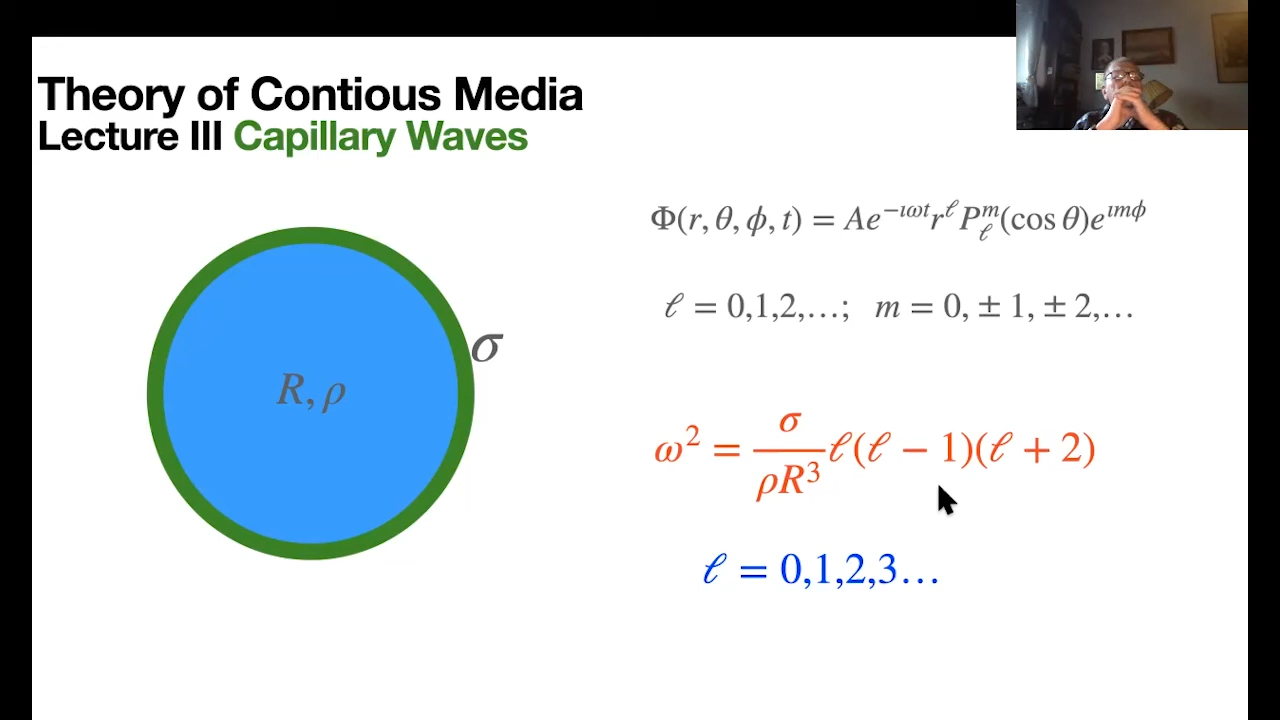 Theory of Contious Media
Lecture III Capillary Waves
Φ(r, θ, ϕ, t) = Ae^{−ıωt}r^ℓ P_ℓ^m(cos θ)e^{ımϕ}
ℓ = 0,1,2,…; m = 0, ± 1, ± 2,…
σ
R, ρ
ω² = σ/ρR³ ℓ(ℓ − 1)(ℓ + 2)
ℓ = 0,1,2,3…